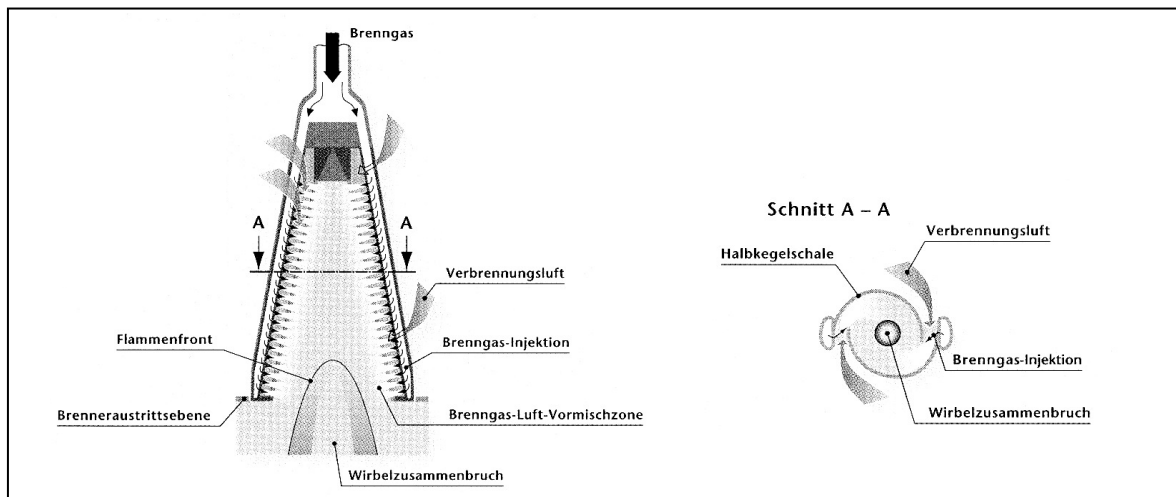 Brenngas
A
A
Verbrennungsluft
Flammenfront
Brenngas-Injektion
Brenneraustrittsebene
Brenngas-Luft-Vormischzone
Wirbelzusammenbruch
Schnitt A – A
Verbrennungsluft
Halbkegelschale
Brenngas-Injektion
Wirbelzusammenbruch